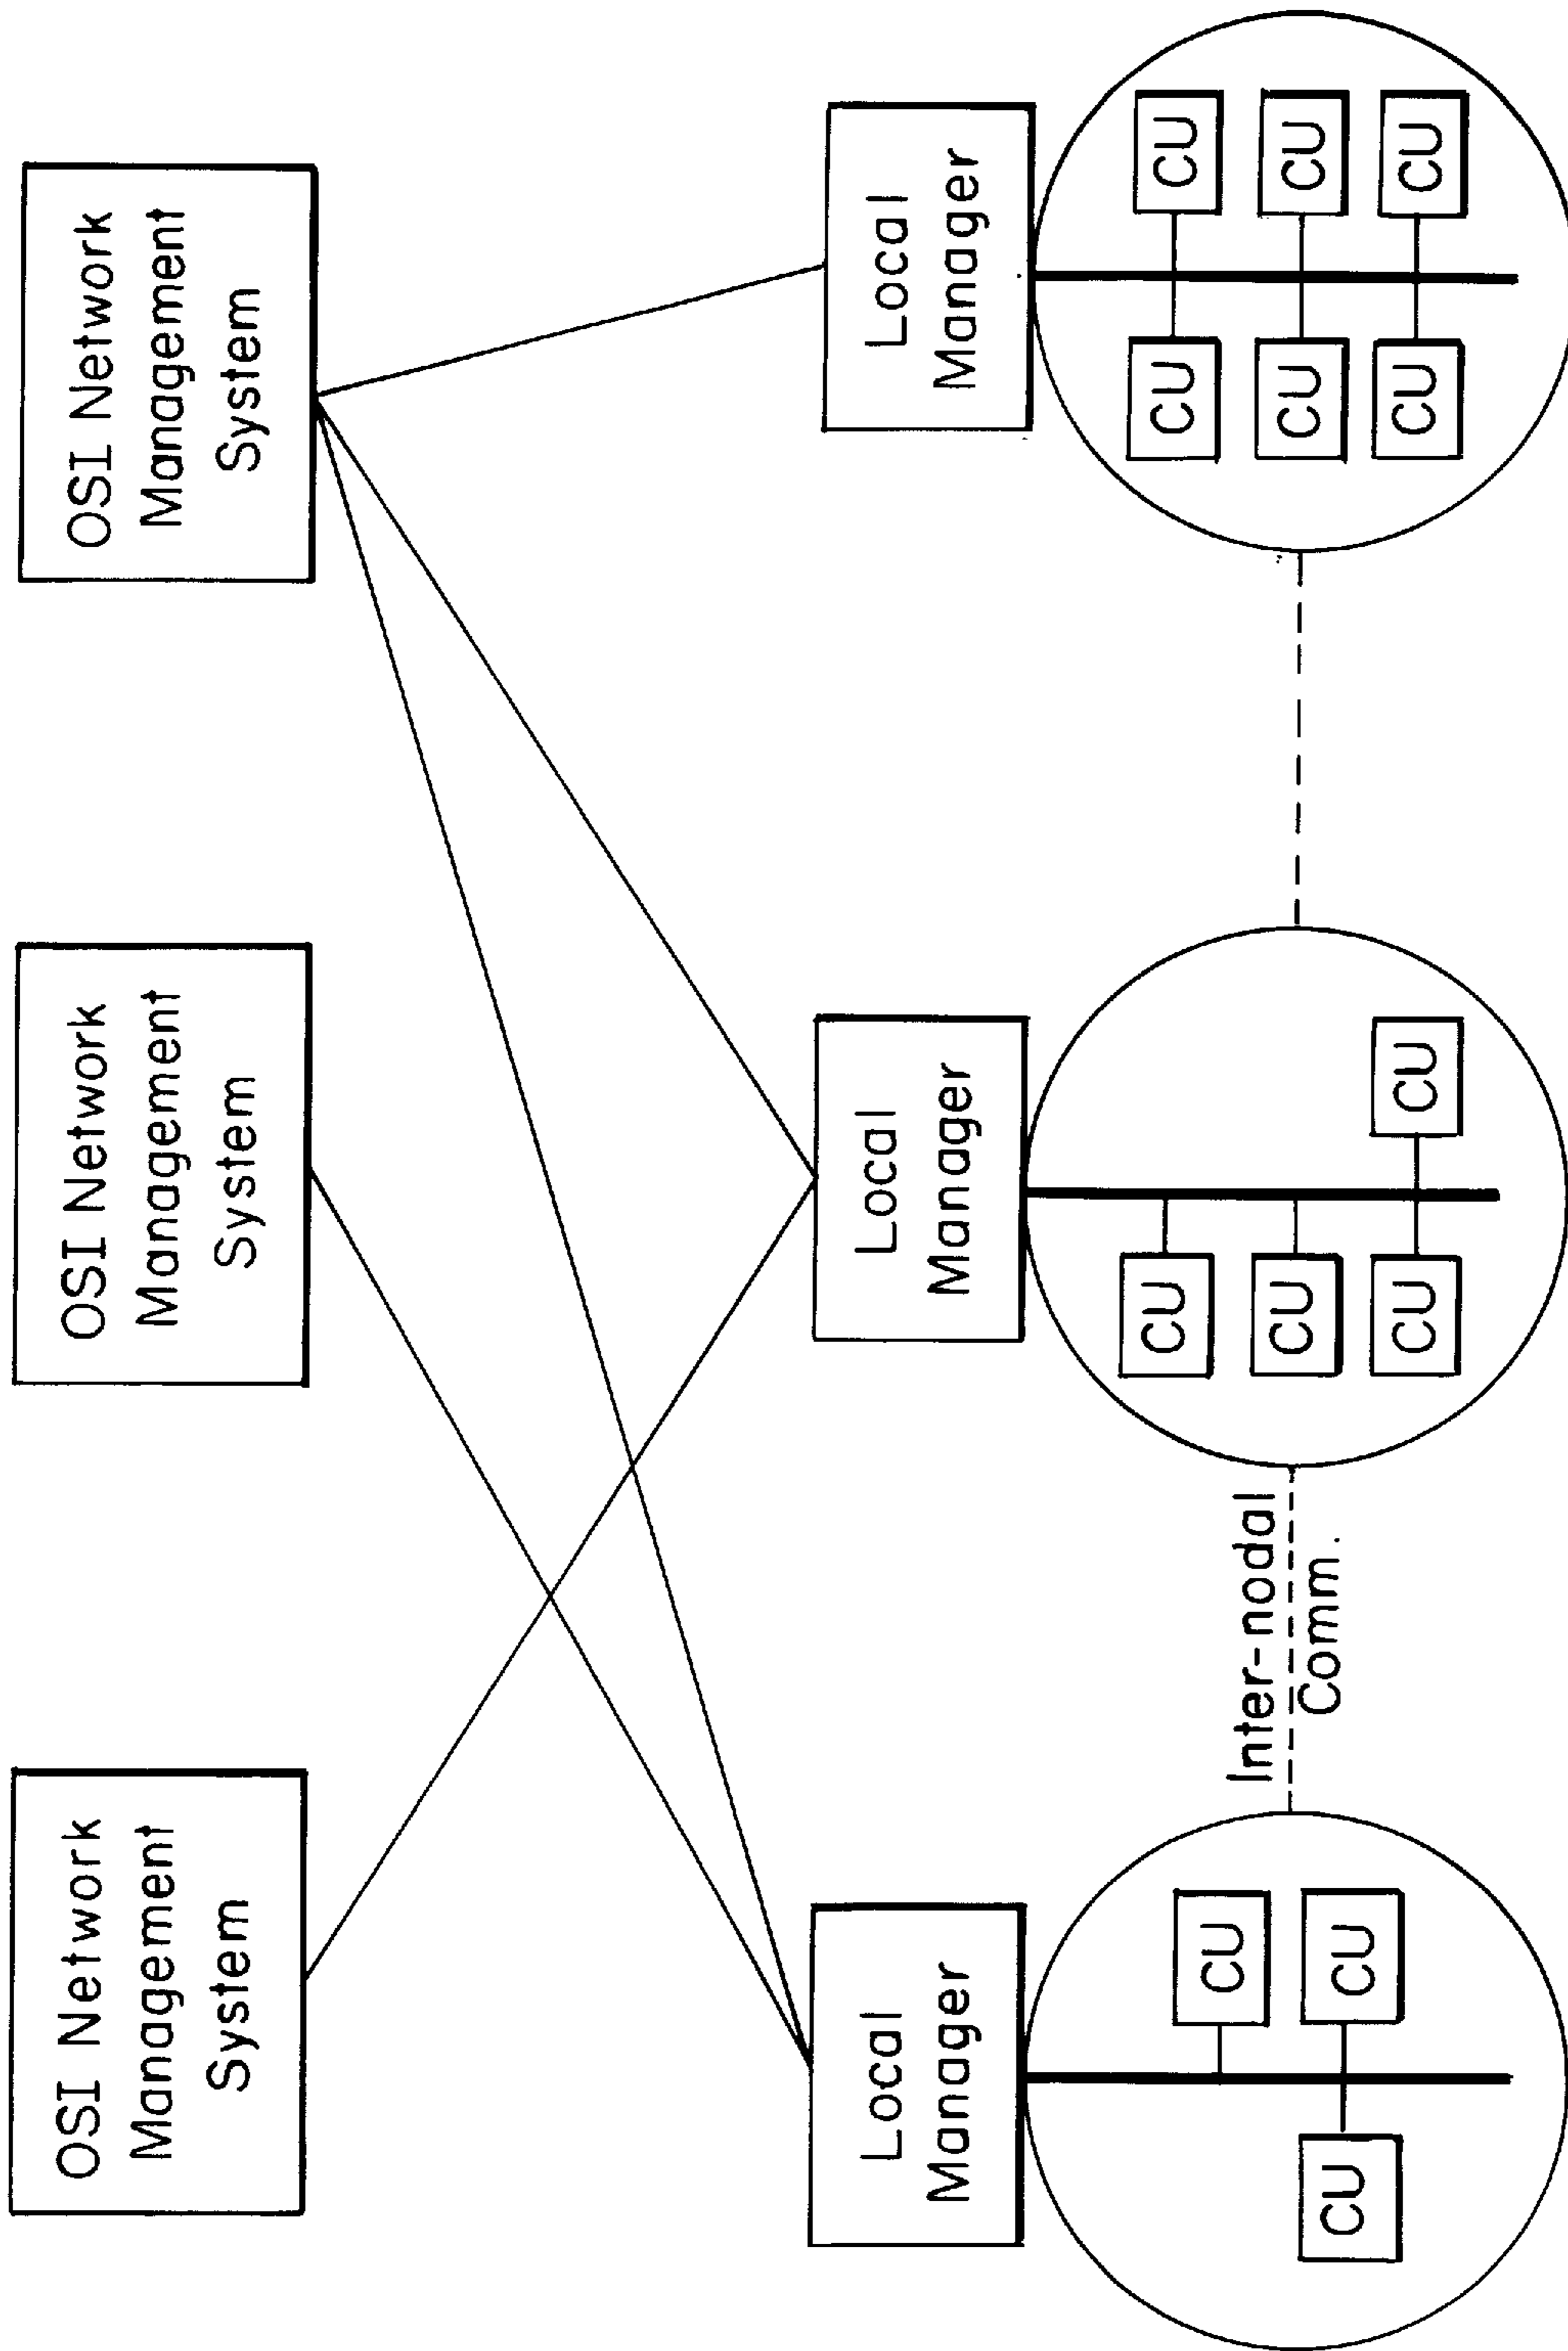 OSI Network
Management
System
OSI Network
Management
System
OSI Network
Management
System
Local
Manager
Local
Manager
Local
Manager
CU
CU
CU
Inter-nodal
Comm.
CU
CU
CU
CU
CU
CU
CU
CU
CU
CU